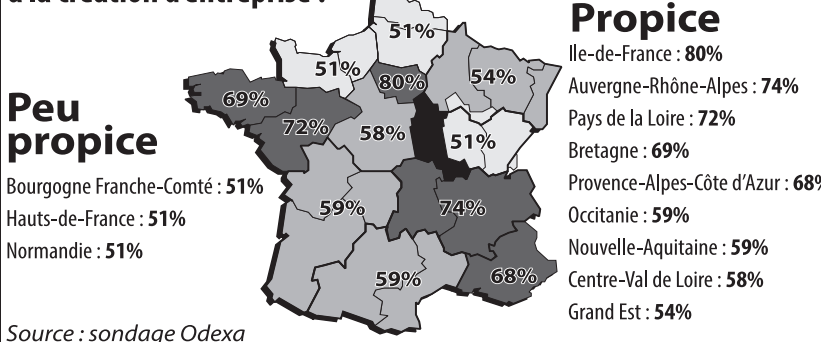 à la création d'entreprise ?
Propice
Ile-de-France : 80%
Auvergne-Rhône-Alpes : 74%
Pays de la Loire : 72%
Bretagne : 69%
Provence-Alpes-Côte d'Azur : 68%
Occitanie : 59%
Nouvelle-Aquitaine : 59%
Centre-Val de Loire : 58%
Grand Est : 54%
Peu
propice
Bourgogne Franche-Comté : 51%
Hauts-de-France : 51%
Normandie : 51%
51%
51%
80%
54%
69%
72%
58%
51%
59%
74%
59%
68%
Source : sondage Odexa